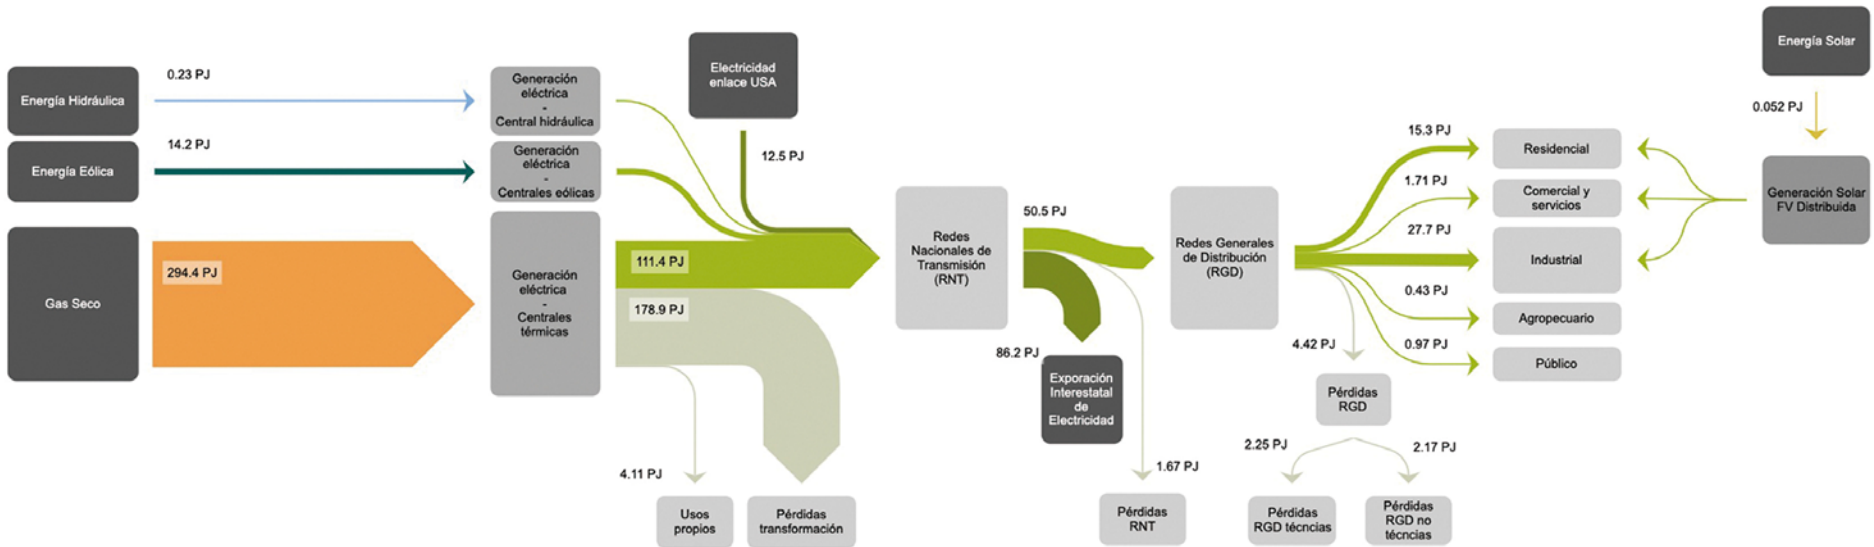 Energía Hidráulica
0.23 PJ
Energía Eólica
14.2 PJ
Gas Seco
294.4 PJ
Generación
eléctrica
-
Central hidráulica
Generación
eléctrica
-
Centrales eólicas
Generación
eléctrica
-
Centrales
térmicas
Electricidad
enlace USA
12.5 PJ
111.4 PJ
178.9 PJ
4.11 PJ
Usos
propios
Pérdidas
transformación
Redes
Nacionales de
Transmisión
(RNT)
50.5 PJ
86.2 PJ
Exporación
Interestatal
de
Electricidad
1.67 PJ
Pérdidas
RNT
Redes Generales
de Distribución
(RGD)
15.3 PJ
1.71 PJ
27.7 PJ
0.43 PJ
0.97 PJ
4.42 PJ
Pérdidas
RGD
2.25 PJ
2.17 PJ
Pérdidas
RGD técncias
Pérdidas
RGD no
técncias
Residencial
Comercial y
servicios
Industrial
Agropecuario
Público
Energía Solar
0.052 PJ
Generación Solar
FV Distribuida